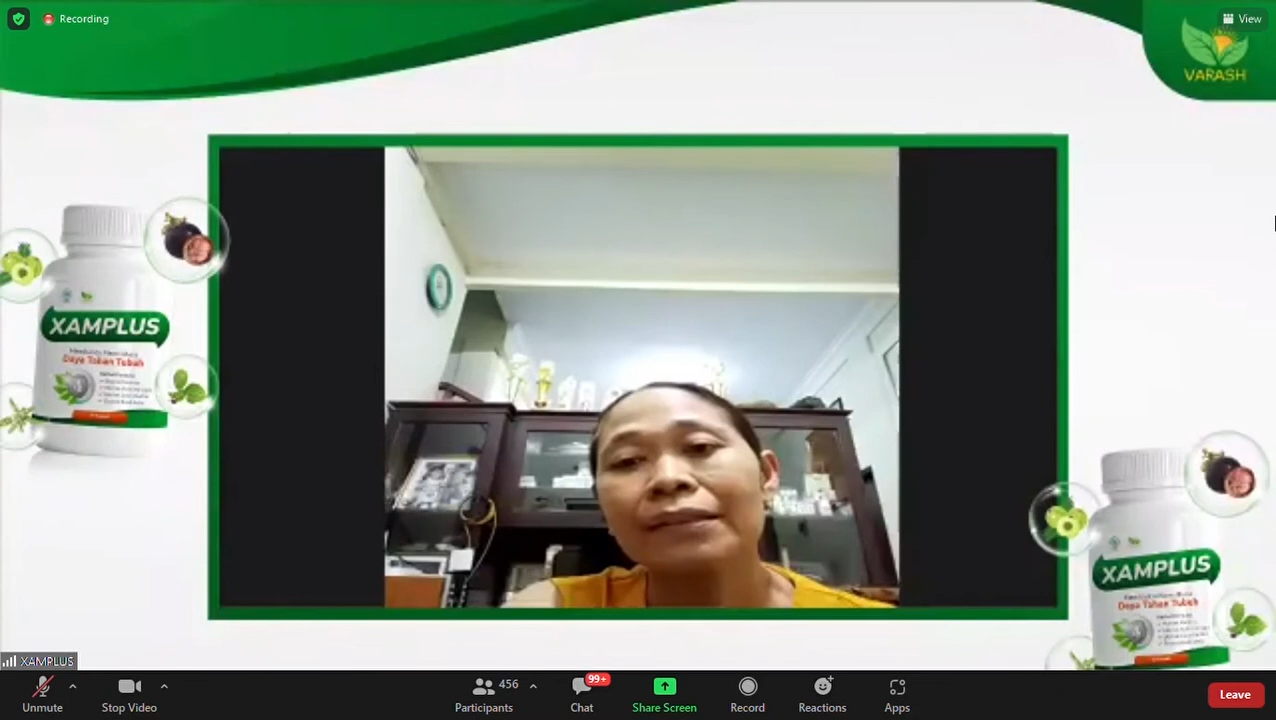 Recording
View
VARASH
XAMPLUS
Daya Tahan Tubuh
XAMPLUS
Daya Tahan Tubuh
XAMPLUS
Unmute
Stop Video
456
Participants
99+
Chat
Share Screen
Record
Reactions
Apps
Leave